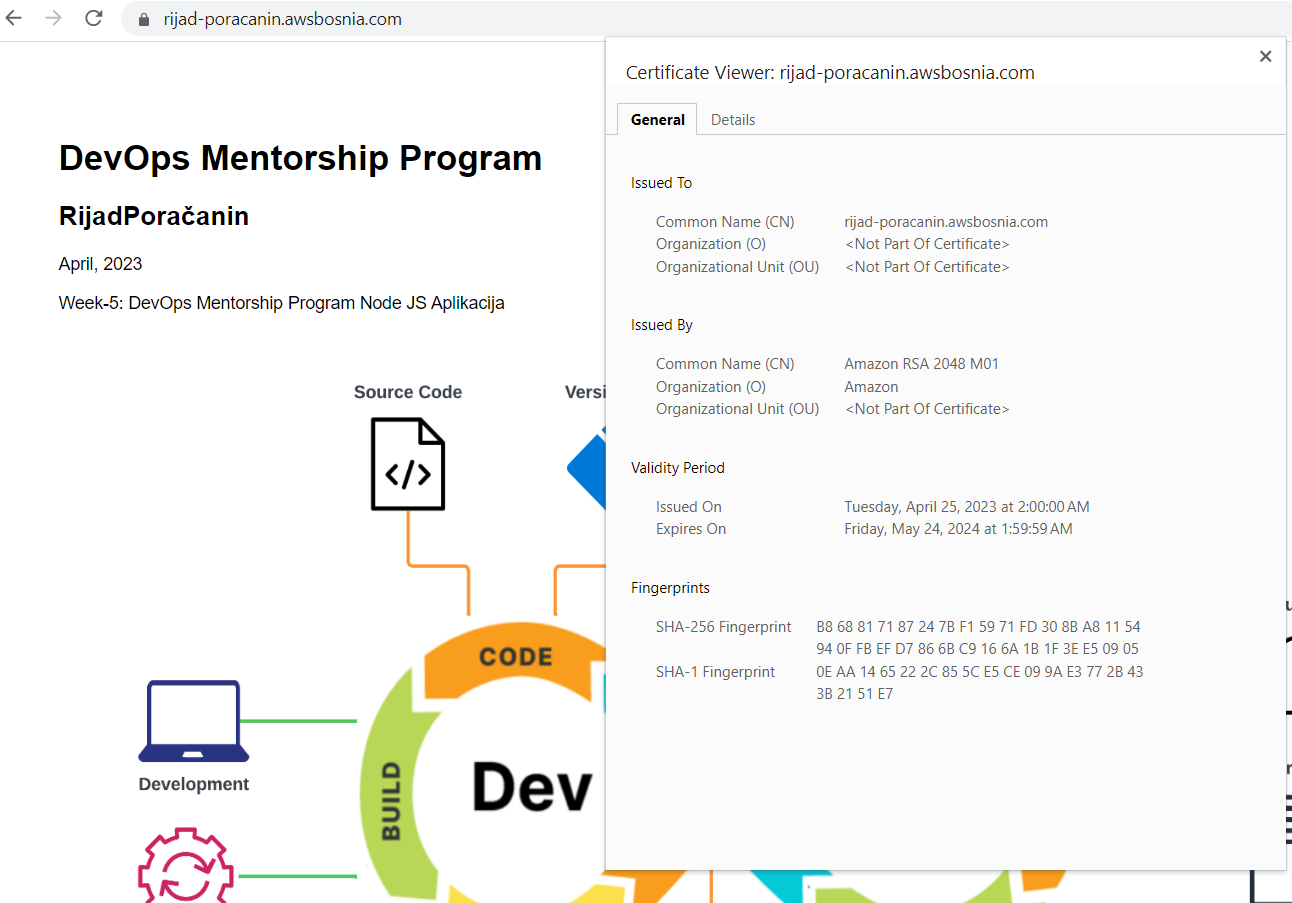 rijad-poracanin.awsbosnia.com
Certificate Viewer: rijad-poracanin.awsbosnia.com
General Details
Issued To
Common Name (CN) rijad-poracanin.awsbosnia.com
Organization (O) <Not Part Of Certificate>
Organizational Unit (OU) <Not Part Of Certificate>
Issued By
Common Name (CN) Amazon RSA 2048 M01
Organization (O) Amazon
Organizational Unit (OU) <Not Part Of Certificate>
Validity Period
Issued On Tuesday, April 25, 2023 at 2:00:00 AM
Expires On Friday, May 24, 2024 at 1:59:59 AM
Fingerprints
SHA-256 Fingerprint B8 68 81 71 87 24 7B F1 59 71 FD 30 8B A8 11 54
94 0F FB EF D7 86 6B C9 16 6A 1B 1F 3E E5 09 05
SHA-1 Fingerprint 0E AA 14 65 22 2C 85 5C E5 CE 09 9A E3 77 2B 43
3B 21 51 E7
DevOps Mentorship Program
RijadPoračanin
April, 2023
Week-5: DevOps Mentorship Program Node JS Aplikacija
Source Code
Versi
</>
CODE
Dev
BUILD
Development